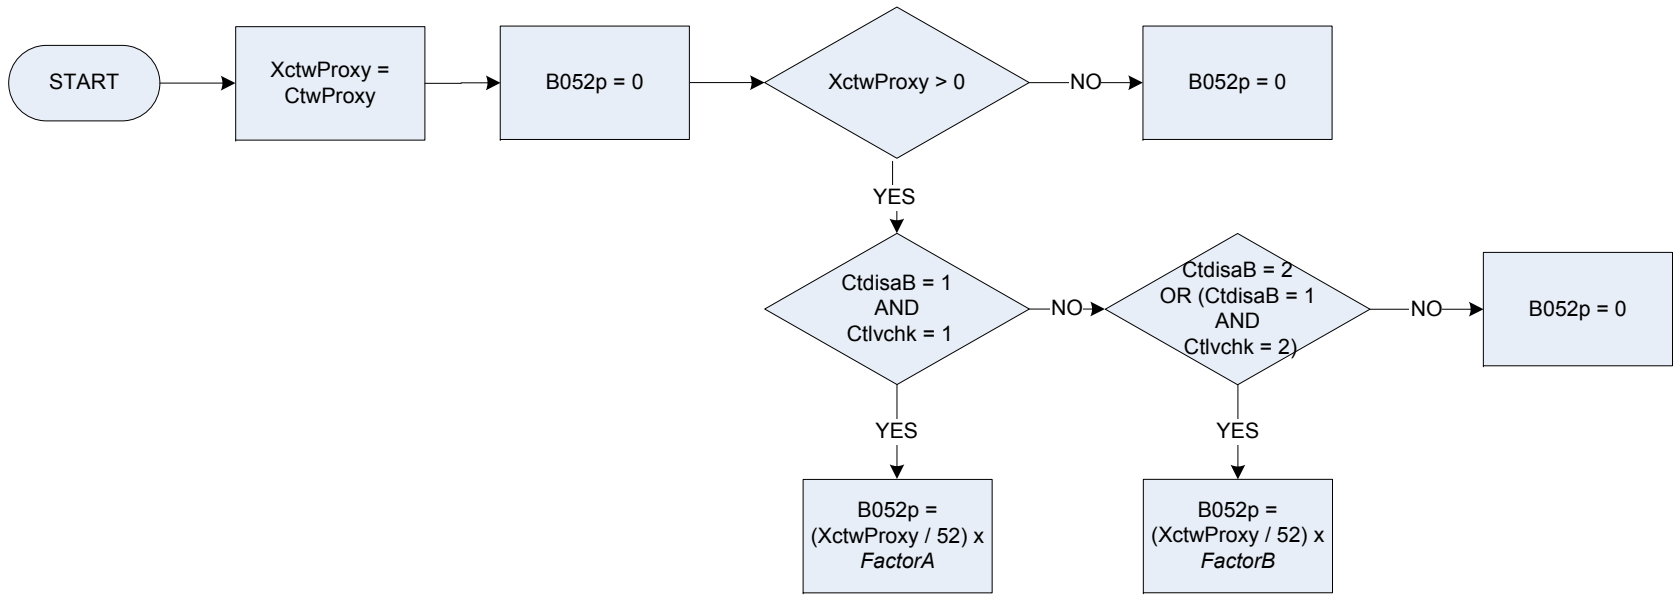 START
XctwProxy =
CtwProxy
B052p = 0
XctwProxy > 0
NO
B052p = 0
YES
CtdisaB = 1
AND
Ctlvchk = 1
NO
CtdisaB = 2
OR (CtdisaB = 1
AND
Ctlvchk = 2)
NO
B052p = 0
YES
YES
B052p =
(XctwProxy / 52) x
FactorA
B052p =
(XctwProxy / 52) x
FactorB